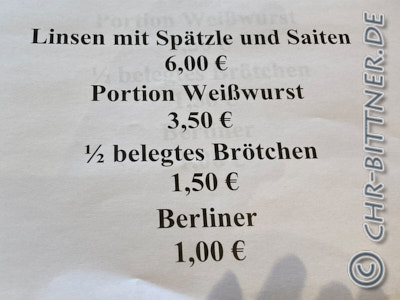 Linsen mit Spätzle und Saiten
6,00 €
Portion Weißwurst
3,50 €
½ belegtes Brötchen
1,50 €
Berliner
1,00 €
© CHR-BITTNER.DE